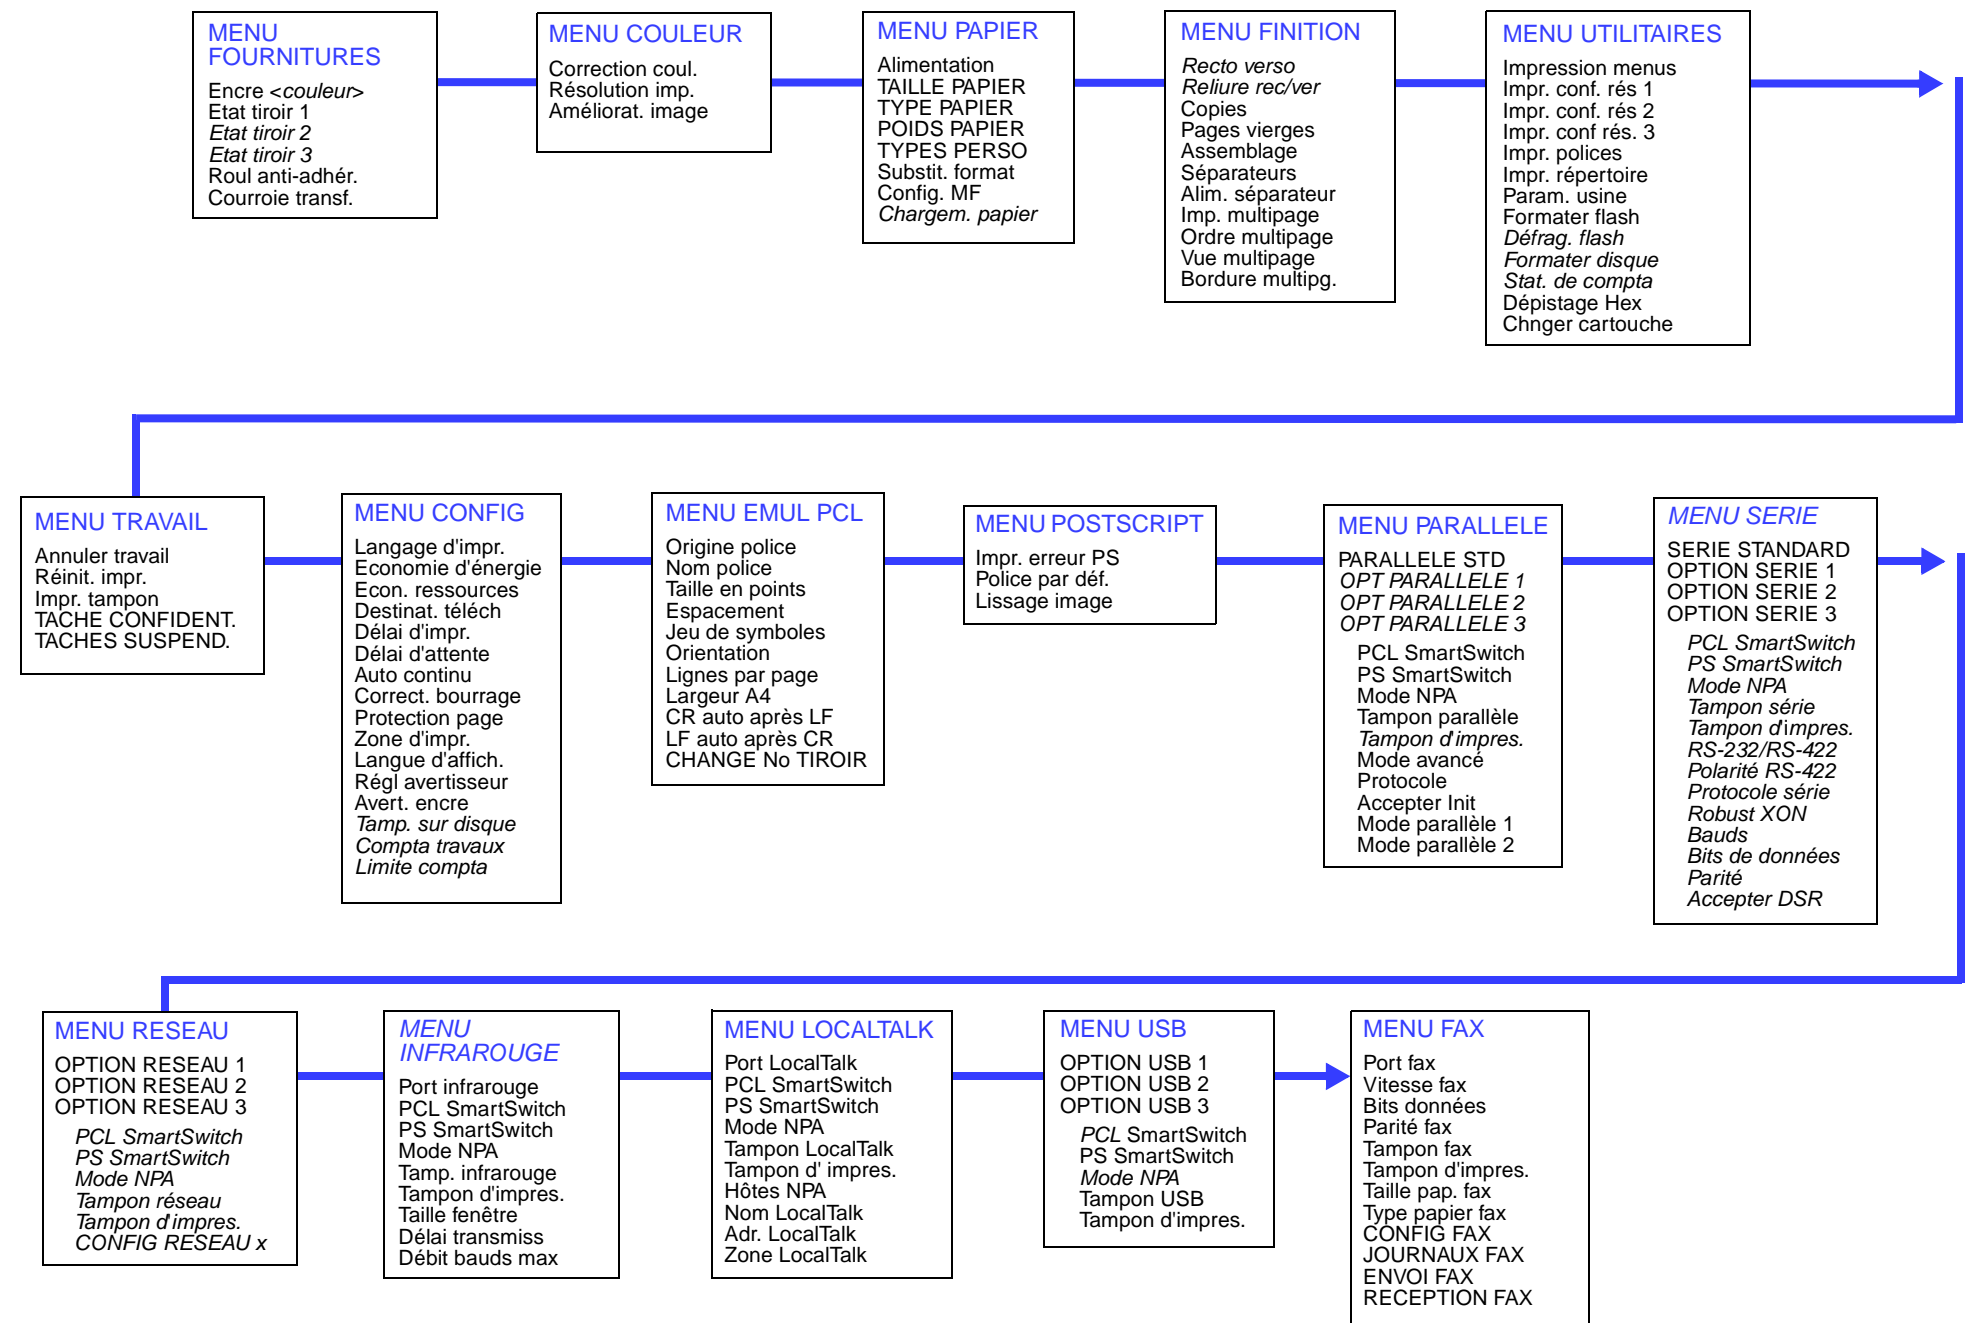 MENU
FOURNITURES
Encre <couleur>
Etat tiroir 1
Etat tiroir 2
Etat tiroir 3
Roul anti-adhér.
Courroie transf.
MENU COULEUR
Correction coul.
Résolution imp.
Améliorat. image
MENU PAPIER
Alimentation
TAILLE PAPIER
TYPE PAPIER
POIDS PAPIER
TYPES PERSO
Substit. format
Config. MF
Chargem. papier
MENU FINITION
Recto verso
Reliure rec/ver
Copies
Pages vierges
Assemblage
Séparateurs
Alim. séparateur
Imp. multipage
Ordre multipage
Vue multipage
Bordure multipg.
MENU UTILITAIRES
Impression menus
Impr. conf. rés 1
Impr. conf. rés 2
Impr. conf rés. 3
Impr. polices
Impr. répertoire
Param. usine
Formater flash
Défrag. flash
Formater disque
Stat. de compta
Dépistage Hex
Chnger cartouche
MENU TRAVAIL
Annuler travail
Réinit. impr.
Impr. tampon
TACHE CONFIDENT.
TACHES SUSPEND.
MENU CONFIG
Langage d'impr.
Economie d'énergie
Econ. ressources
Destinat. téléch
Délai d'impr.
Délai d'attente
Auto continu
Correct. bourrage
Protection page
Zone d'impr.
Langue d'affich.
Régl avertisseur
Avert. encre
Tamp. sur disque
Compta travaux
Limite compta
MENU EMUL PCL
Origine police
Nom police
Taille en points
Espacement
Jeu de symboles
Orientation
Lignes par page
Largeur A4
CR auto après LF
LF auto après CR
CHANGE No TIROIR
MENU POSTSCRIPT
Impr. erreur PS
Police par déf.
Lissage image
MENU PARALLELE
PARALLELE STD
OPT PARALLELE 1
OPT PARALLELE 2
OPT PARALLELE 3
PCL SmartSwitch
PS SmartSwitch
Mode NPA
Tampon parallèle
Tampon d'impres.
Mode avancé
Protocole
Accepter Init
Mode parallèle 1
Mode parallèle 2
MENU SERIE
SERIE STANDARD
OPTION SERIE 1
OPTION SERIE 2
OPTION SERIE 3
PCL SmartSwitch
PS SmartSwitch
Mode NPA
Tampon série
Tampon d'impres.
RS-232/RS-422
Polarité RS-422
Protocole série
Robust XON
Bauds
Bits de données
Parité
Accepter DSR
MENU RESEAU
OPTION RESEAU 1
OPTION RESEAU 2
OPTION RESEAU 3
PCL SmartSwitch
PS SmartSwitch
Mode NPA
Tampon réseau
Tampon d'impres.
CONFIG RESEAU x
MENU
INFRAROUGE
Port infrarouge
PCL SmartSwitch
PS SmartSwitch
Mode NPA
Tamp. infrarouge
Tampon d'impres.
Taille fenêtre
Délai transmiss
Débit bauds max
MENU LOCALTALK
Port LocalTalk
PCL SmartSwitch
PS SmartSwitch
Mode NPA
Tampon LocalTalk
Tampon d' impres.
Hôtes NPA
Nom LocalTalk
Adr. LocalTalk
Zone LocalTalk
MENU USB
OPTION USB 1
OPTION USB 2
OPTION USB 3
PCL SmartSwitch
PS SmartSwitch
Mode NPA
Tampon USB
Tampon d'impres.
MENU FAX
Port fax
Vitesse fax
Bits données
Parité fax
Tampon fax
Tampon d'impres.
Taille pap. fax
Type papier fax
CONFIG FAX
JOURNAUX FAX
ENVOI FAX
RECEPTION FAX